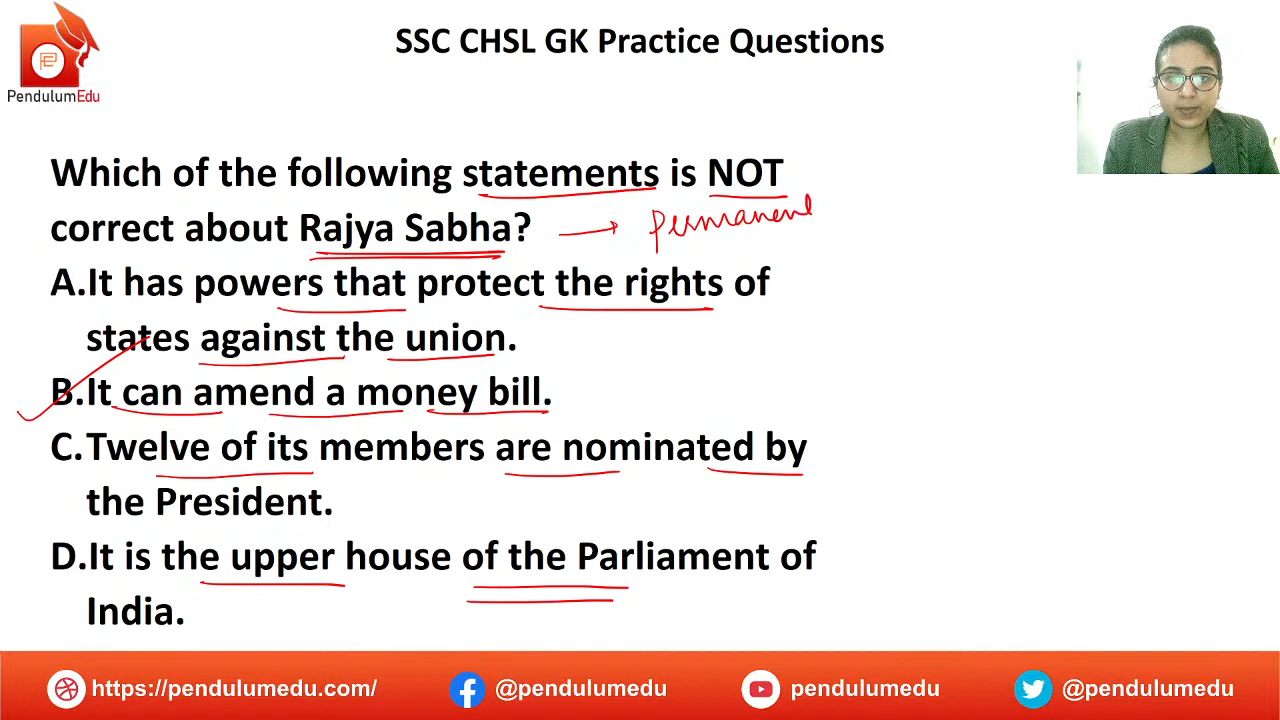 SSC CHSL GK Practice Questions
PendulumEdu
Which of the following statements is NOT
correct about Rajya Sabha? → Permanent
A.It has powers that protect the rights of
states against the union.
B.It can amend a money bill.
C.Twelve of its members are nominated by
the President.
D.It is the upper house of the Parliament of
India.
https://pendulumedu.com/ @pendulumedu pendulumedu @pendulumedu